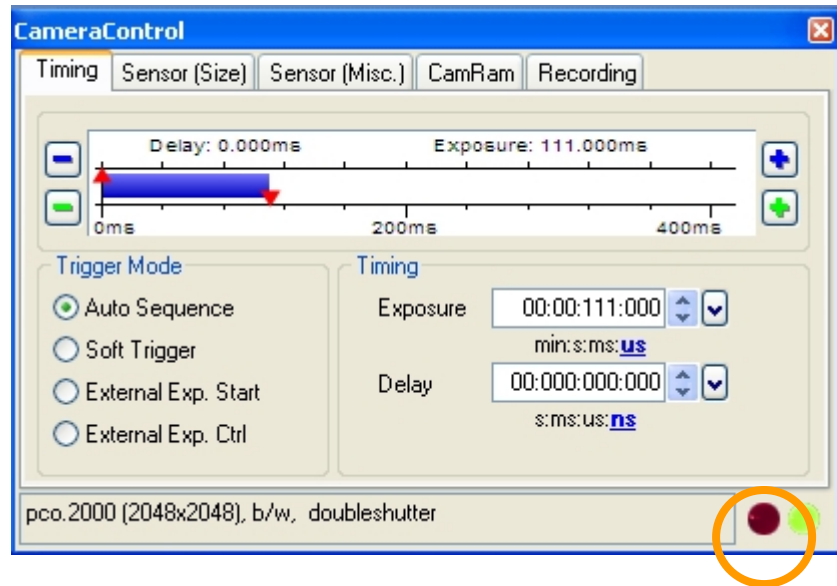 CameraControl
Timing Sensor (Size) Sensor (Misc.) CamRam Recording
Delay: 0.000ms Exposure: 111.000ms
0ms 200ms 400ms
Trigger Mode
Auto Sequence
Soft Trigger
External Exp. Start
External Exp. Ctrl
Timing
Exposure 00:00:111:000
min:s:ms:us
Delay 00:000:000:000
s:ms:us:ns
pco.2000 (2048x2048), b/w, doubleshutter